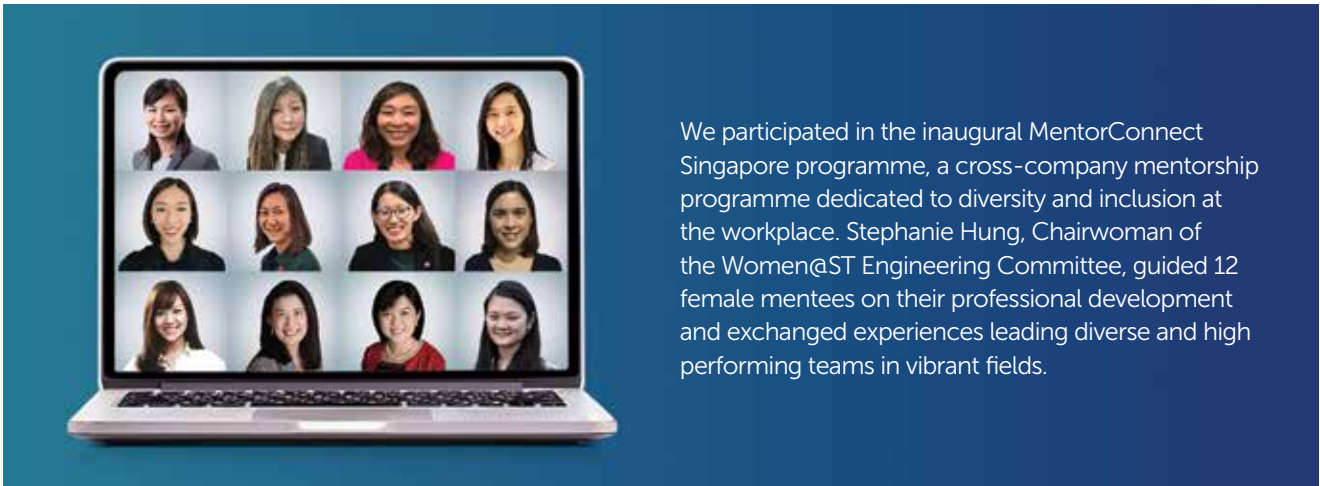 We participated in the inaugural MentorConnect
Singapore programme, a cross-company mentorship
programme dedicated to diversity and inclusion at
the workplace. Stephanie Hung, Chairwoman of
the Women@ST Engineering Committee, guided 12
female mentees on their professional development
and exchanged experiences leading diverse and high
performing teams in vibrant fields.